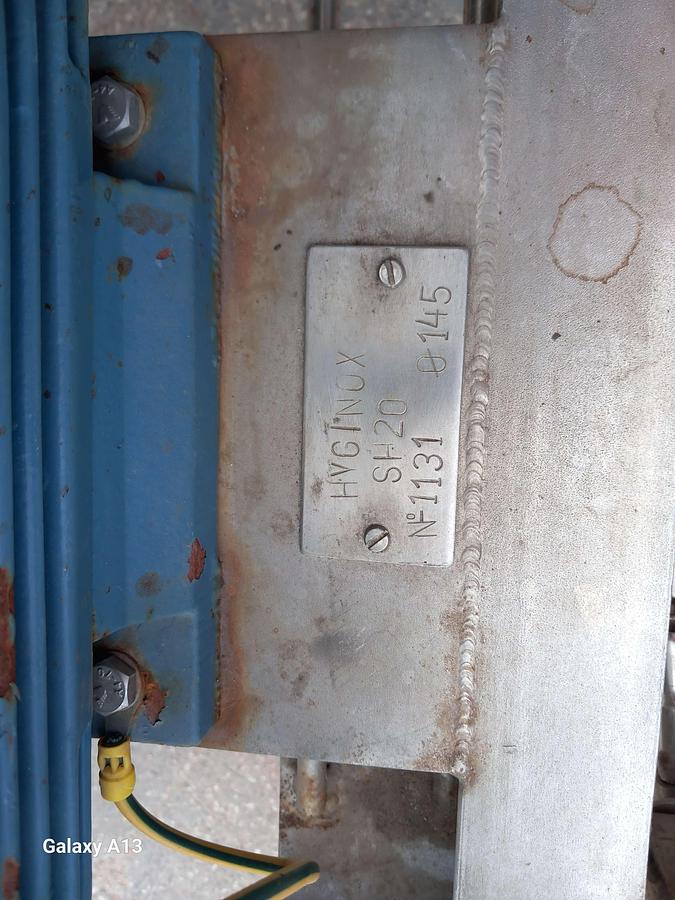 HYGINOX
SH20
Nº1131 Ø145
Galaxy A13